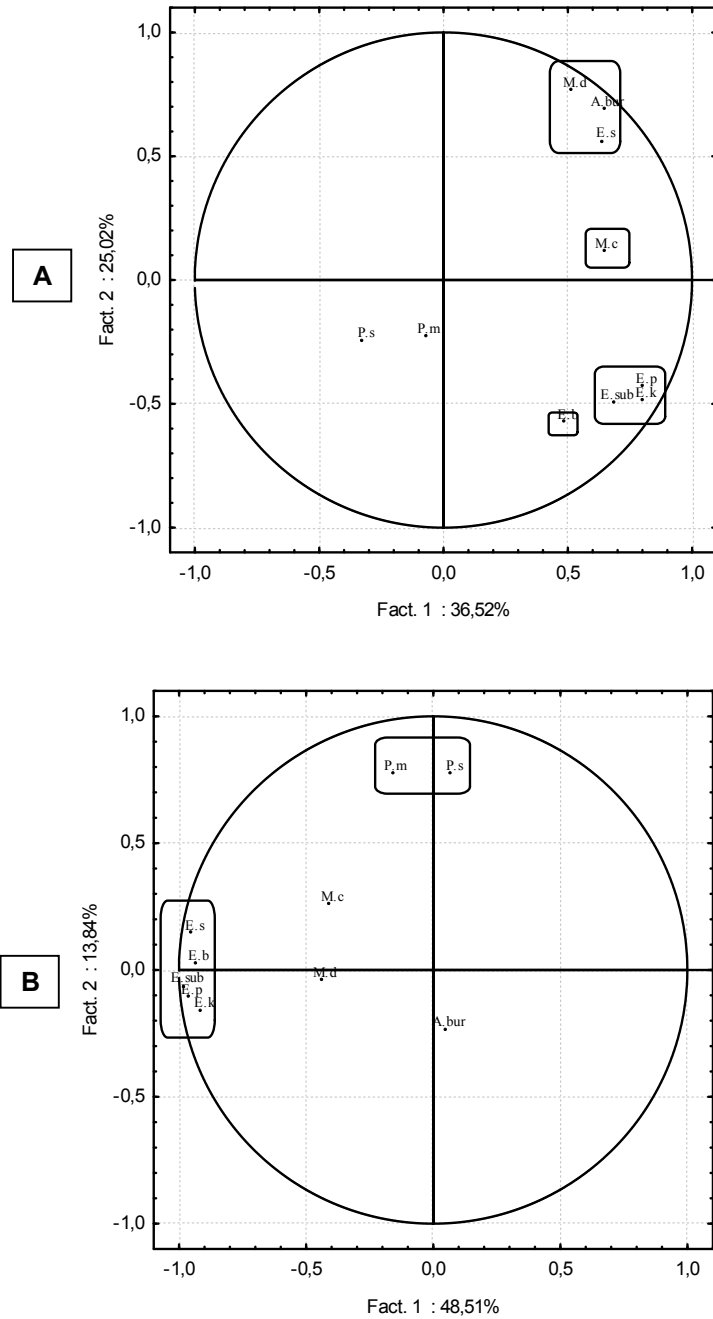 1,0
M.d
A.bur
E.s
0,5
M.c
A
Fact. 2 : 25,02%
0,0
P.s
P.m
E.p
E.sub
E.k
-0,5
-1,0
-1,0
-0,5
0,0
0,5
1,0
Fact. 1 : 36,52%
1,0
P.m
P.s
0,5
M.c
E.s
E.b
B
Fact. 2 : 13,84%
0,0
M.d
E.sub
E.p
E.k
A.bur
-0,5
-1,0
-1,0
-0,5
0,0
0,5
1,0
Fact. 1 : 48,51%